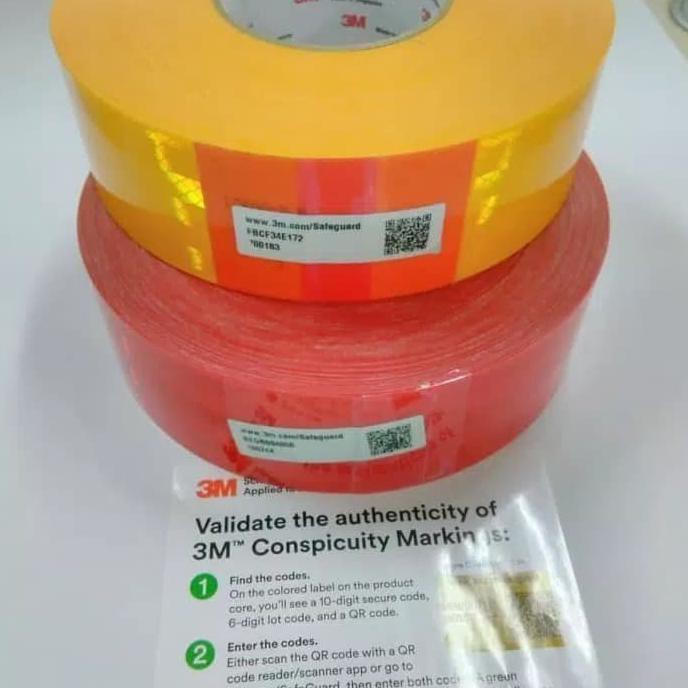 3M
www.3m.com/Safeguard
FBCF34E172
700183
www.3m.com/Safeguard
3M
Applied
Validate the authenticity of
3M™ Conspicuity Markin s:
1
Find the codes.
On the colored label on the product
core, you'll see a 10-digit secure code,
6-digit lot code, and a QR code.
2
Enter the codes.
Either scan the QR code with a QR
code reader/scanner app or go to
then enter both